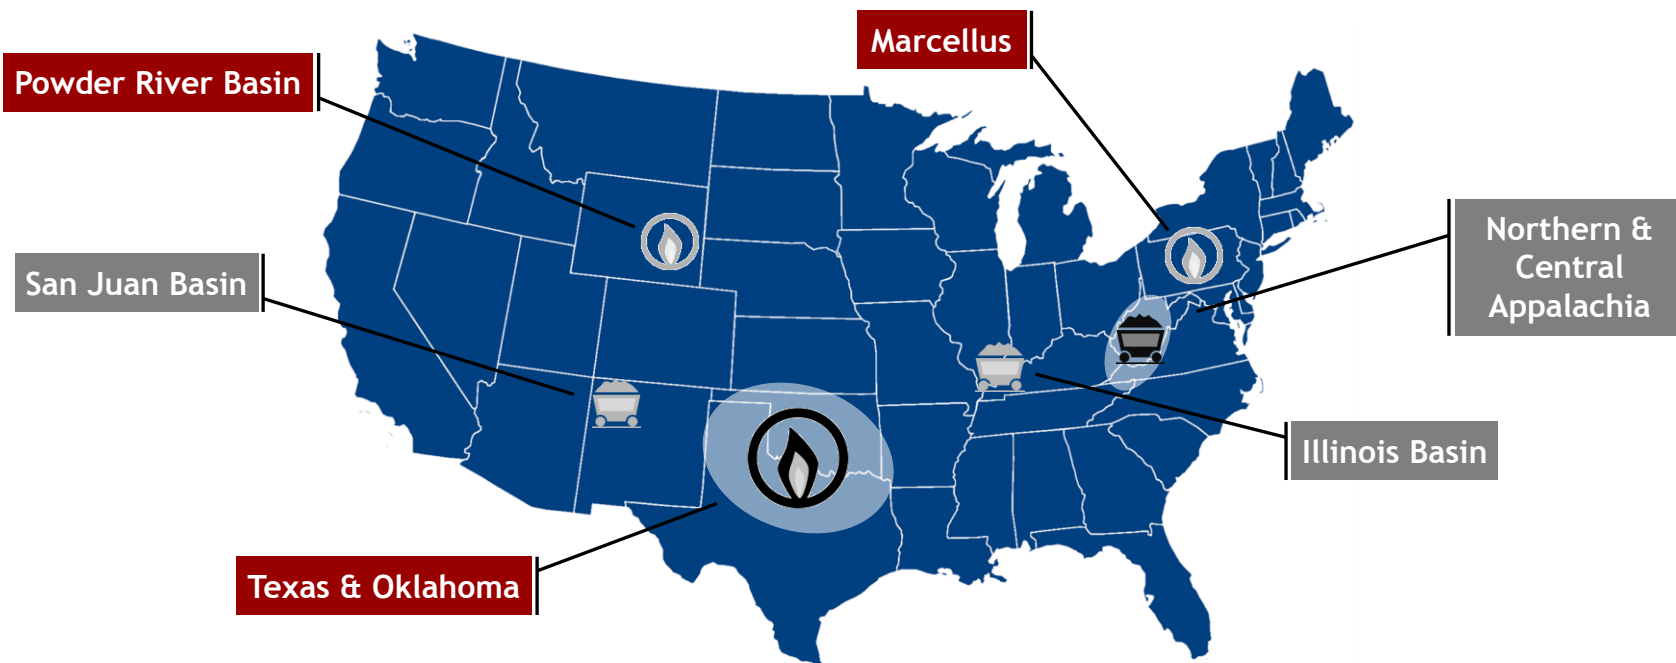 Marcellus
Powder River Basin
Northern &
Central
Appalachia
San Juan Basin
Illinois Basin
Texas & Oklahoma